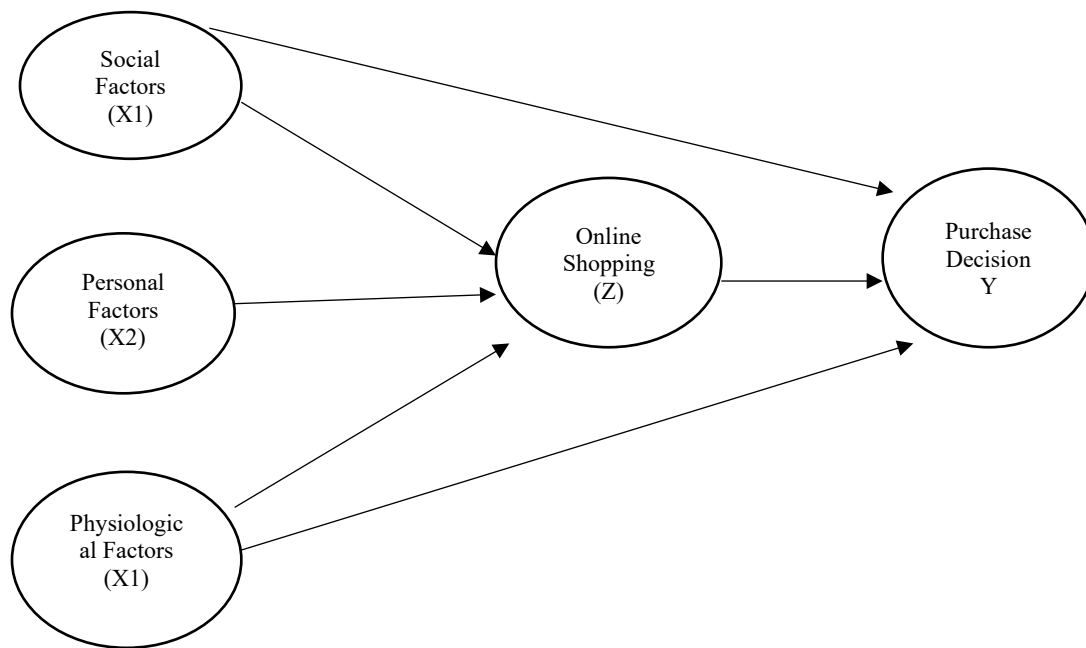 Social
Factors
(X1)
Online
Shopping
(Z)
Purchase
Decision
Y
Personal
Factors
(X2)
Physiologic
al Factors
(X1)